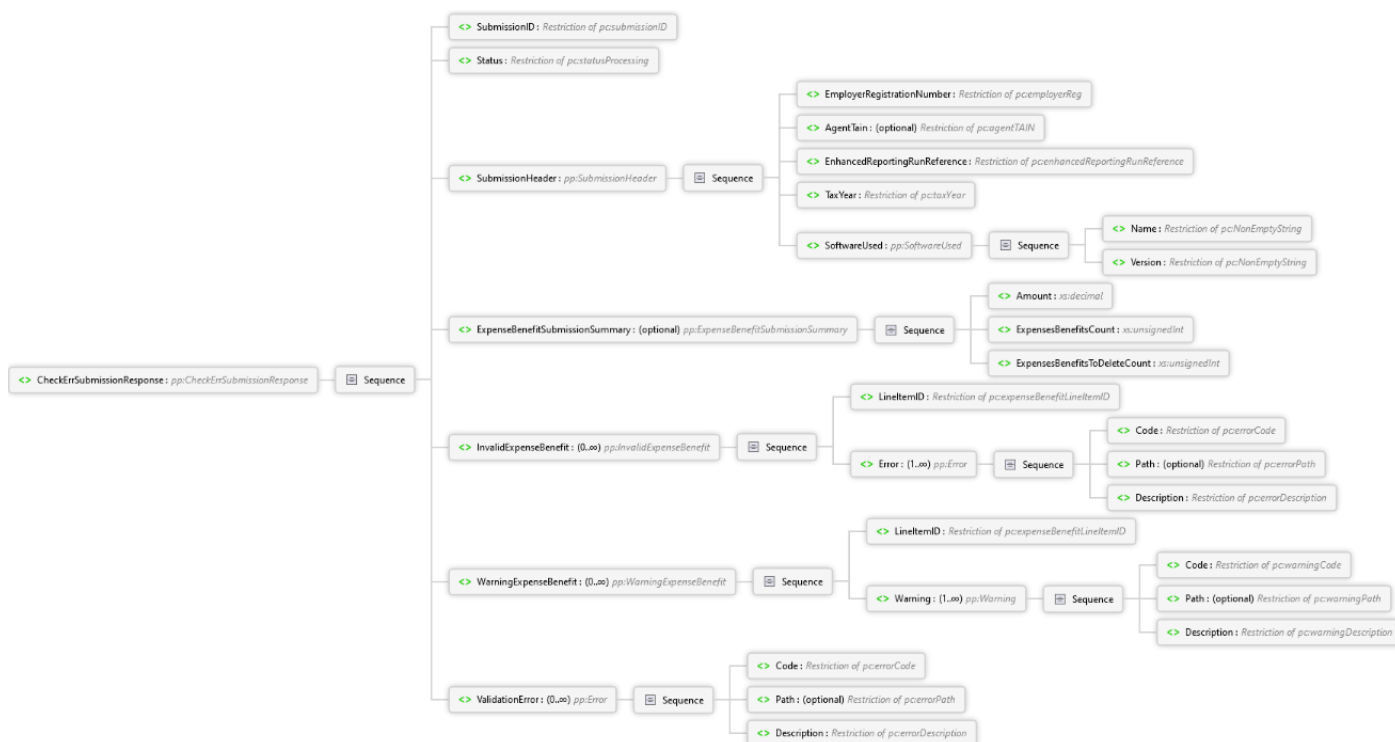 <> SubmissionID : Restriction of pc:submissionID
<> Status : Restriction of pc:statusProcessing
<> EmployerRegistrationNumber : Restriction of pc:employerReg
<> AgentTain : (optional) Restriction of pc:agentTAIN
<> EnhancedReportingRunReference : Restriction of pc:enhancedReportingRunReference
<> SubmissionHeader : pp:SubmissionHeader
Sequence
<> TaxYear : Restriction of pc:taxYear
<> SoftwareUsed : pp:SoftwareUsed
Sequence
<> Name : Restriction of pc:NonEmptyString
<> Version : Restriction of pc:NonEmptyString
<> ExpenseBenefitSubmissionSummary : (optional) pp:ExpenseBenefitSubmissionSummary
Sequence
<> Amount : xs:decimal
<> ExpensesBenefitsCount : xs:unsignedInt
<> ExpensesBenefitsToDeleteCount : xs:unsignedInt
<> CheckErrSubmissionResponse : pp:CheckErrSubmissionResponse
Sequence
<> InvalidExpenseBenefit : (0..∞) pp:InvalidExpenseBenefit
Sequence
<> LineItemID : Restriction of pc:expenseBenefitLineItemID
<> Error : (1..∞) pp:Error
Sequence
<> Code : Restriction of pc:errorCode
<> Path : (optional) Restriction of pc:errorPath
<> Description : Restriction of pc:errorDescription
<> WarningExpenseBenefit : (0..∞) pp:WarningExpenseBenefit
Sequence
<> LineItemID : Restriction of pc:expenseBenefitLineItemID
<> Warning : (1..∞) pp:Warning
Sequence
<> Code : Restriction of pc:warningCode
<> Path : (optional) Restriction of pc:warningPath
<> Description : Restriction of pc:warningDescription
<> ValidationError : (0..∞) pp:Error
Sequence
<> Code : Restriction of pc:errorCode
<> Path : (optional) Restriction of pc:errorPath
<> Description : Restriction of pc:errorDescription